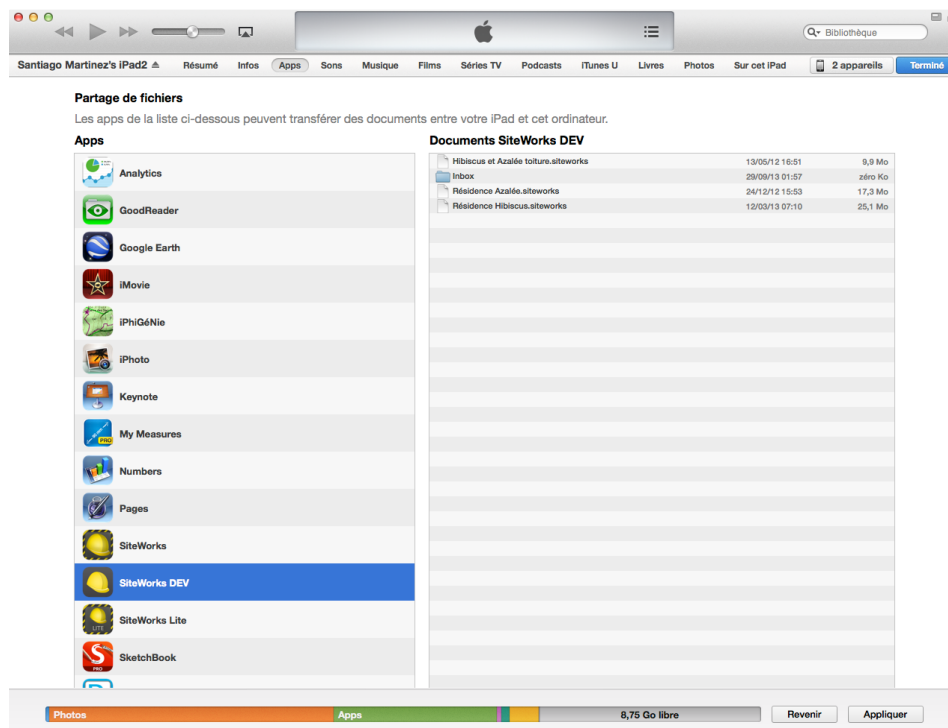 Bibliothèque
Santiago Martinez's iPad2 Résumé Infos Apps Sons Musique Films Séries TV Podcasts iTunes U Livres Photos Sur cet iPad 2 appareils Terminé
Partage de fichiers
Les apps de la liste ci-dessous peuvent transférer des documents entre votre iPad et cet ordinateur.
Apps
Analytics
GoodReader
Google Earth
iMovie
iPhiGéNie
iPhoto
Keynote
My Measures
PRO
Numbers
Pages
SiteWorks
SiteWorks DEV
SiteWorks Lite
LITE
SketchBook
PRO
Documents SiteWorks DEV
Hibiscus et Azalée toiture.siteworks 13/05/12 16:51 9,9 Mo
Inbox 29/09/13 01:57 zéro Ko
Résidence Azalée.siteworks 24/12/12 15:53 17,3 Mo
Résidence Hibiscus.siteworks 12/03/13 07:10 25,1 Mo
Photos Apps 8,75 Go libre Revenir Appliquer